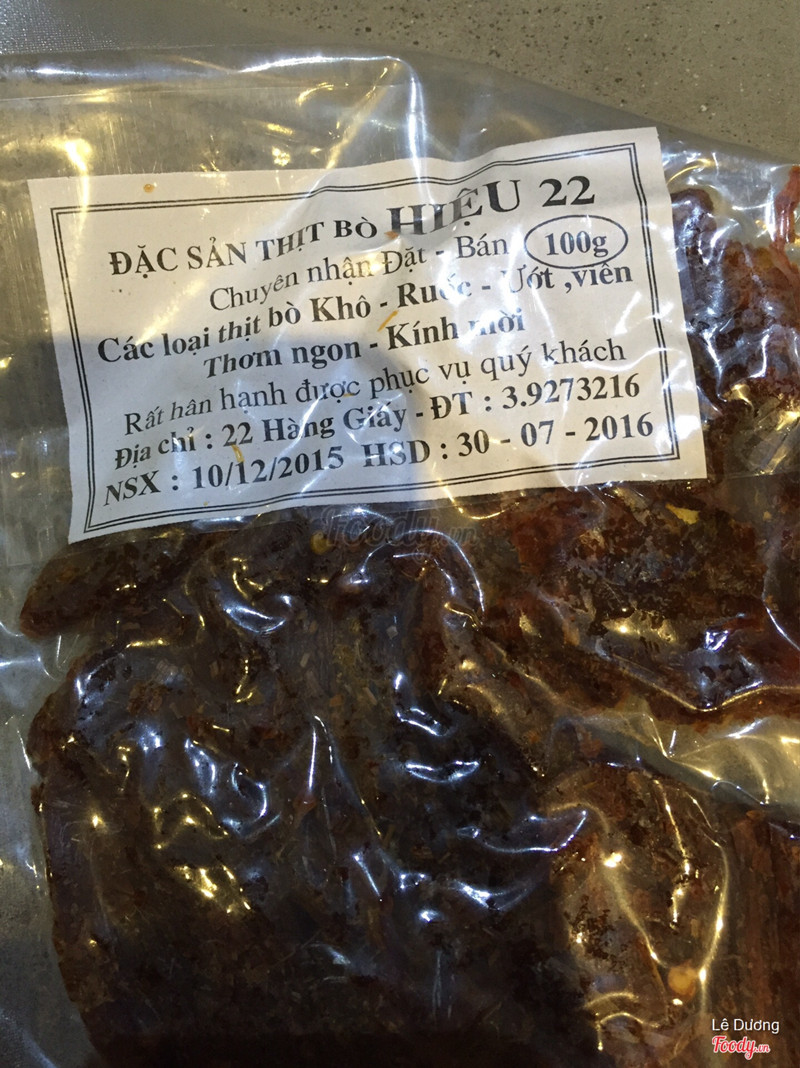 ĐẶC SẢN THỊT BÒ HIỆU 22
Chuyên nhận Đặt - Bán 100g
Các loại thịt bò Khô - Ruốc - Ướt ,viên
Thơm ngon - Kính mời
Rất hân hạnh được phục vụ quý khách
Địa chỉ : 22 Hàng Giấy - ĐT : 3.9273216
NSX : 10/12/2015 HSD : 30 - 07 - 2016
Foody.vn
Lê Dương
Foody.vn